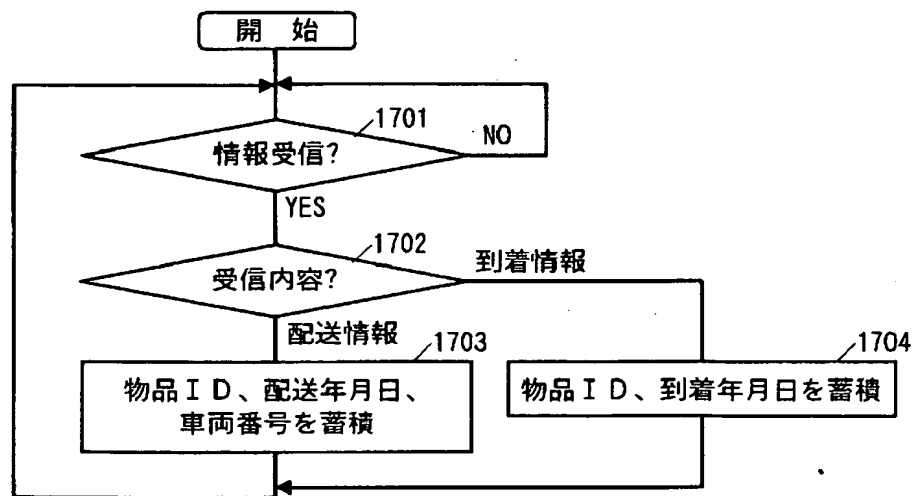 開 始
1701
情報受信?
NO
YES
1702
受信内容?
到着情報
配送情報
1703
物品ID、配送年月日、
車両番号を蓄積
1704
物品ID、到着年月日を蓄積